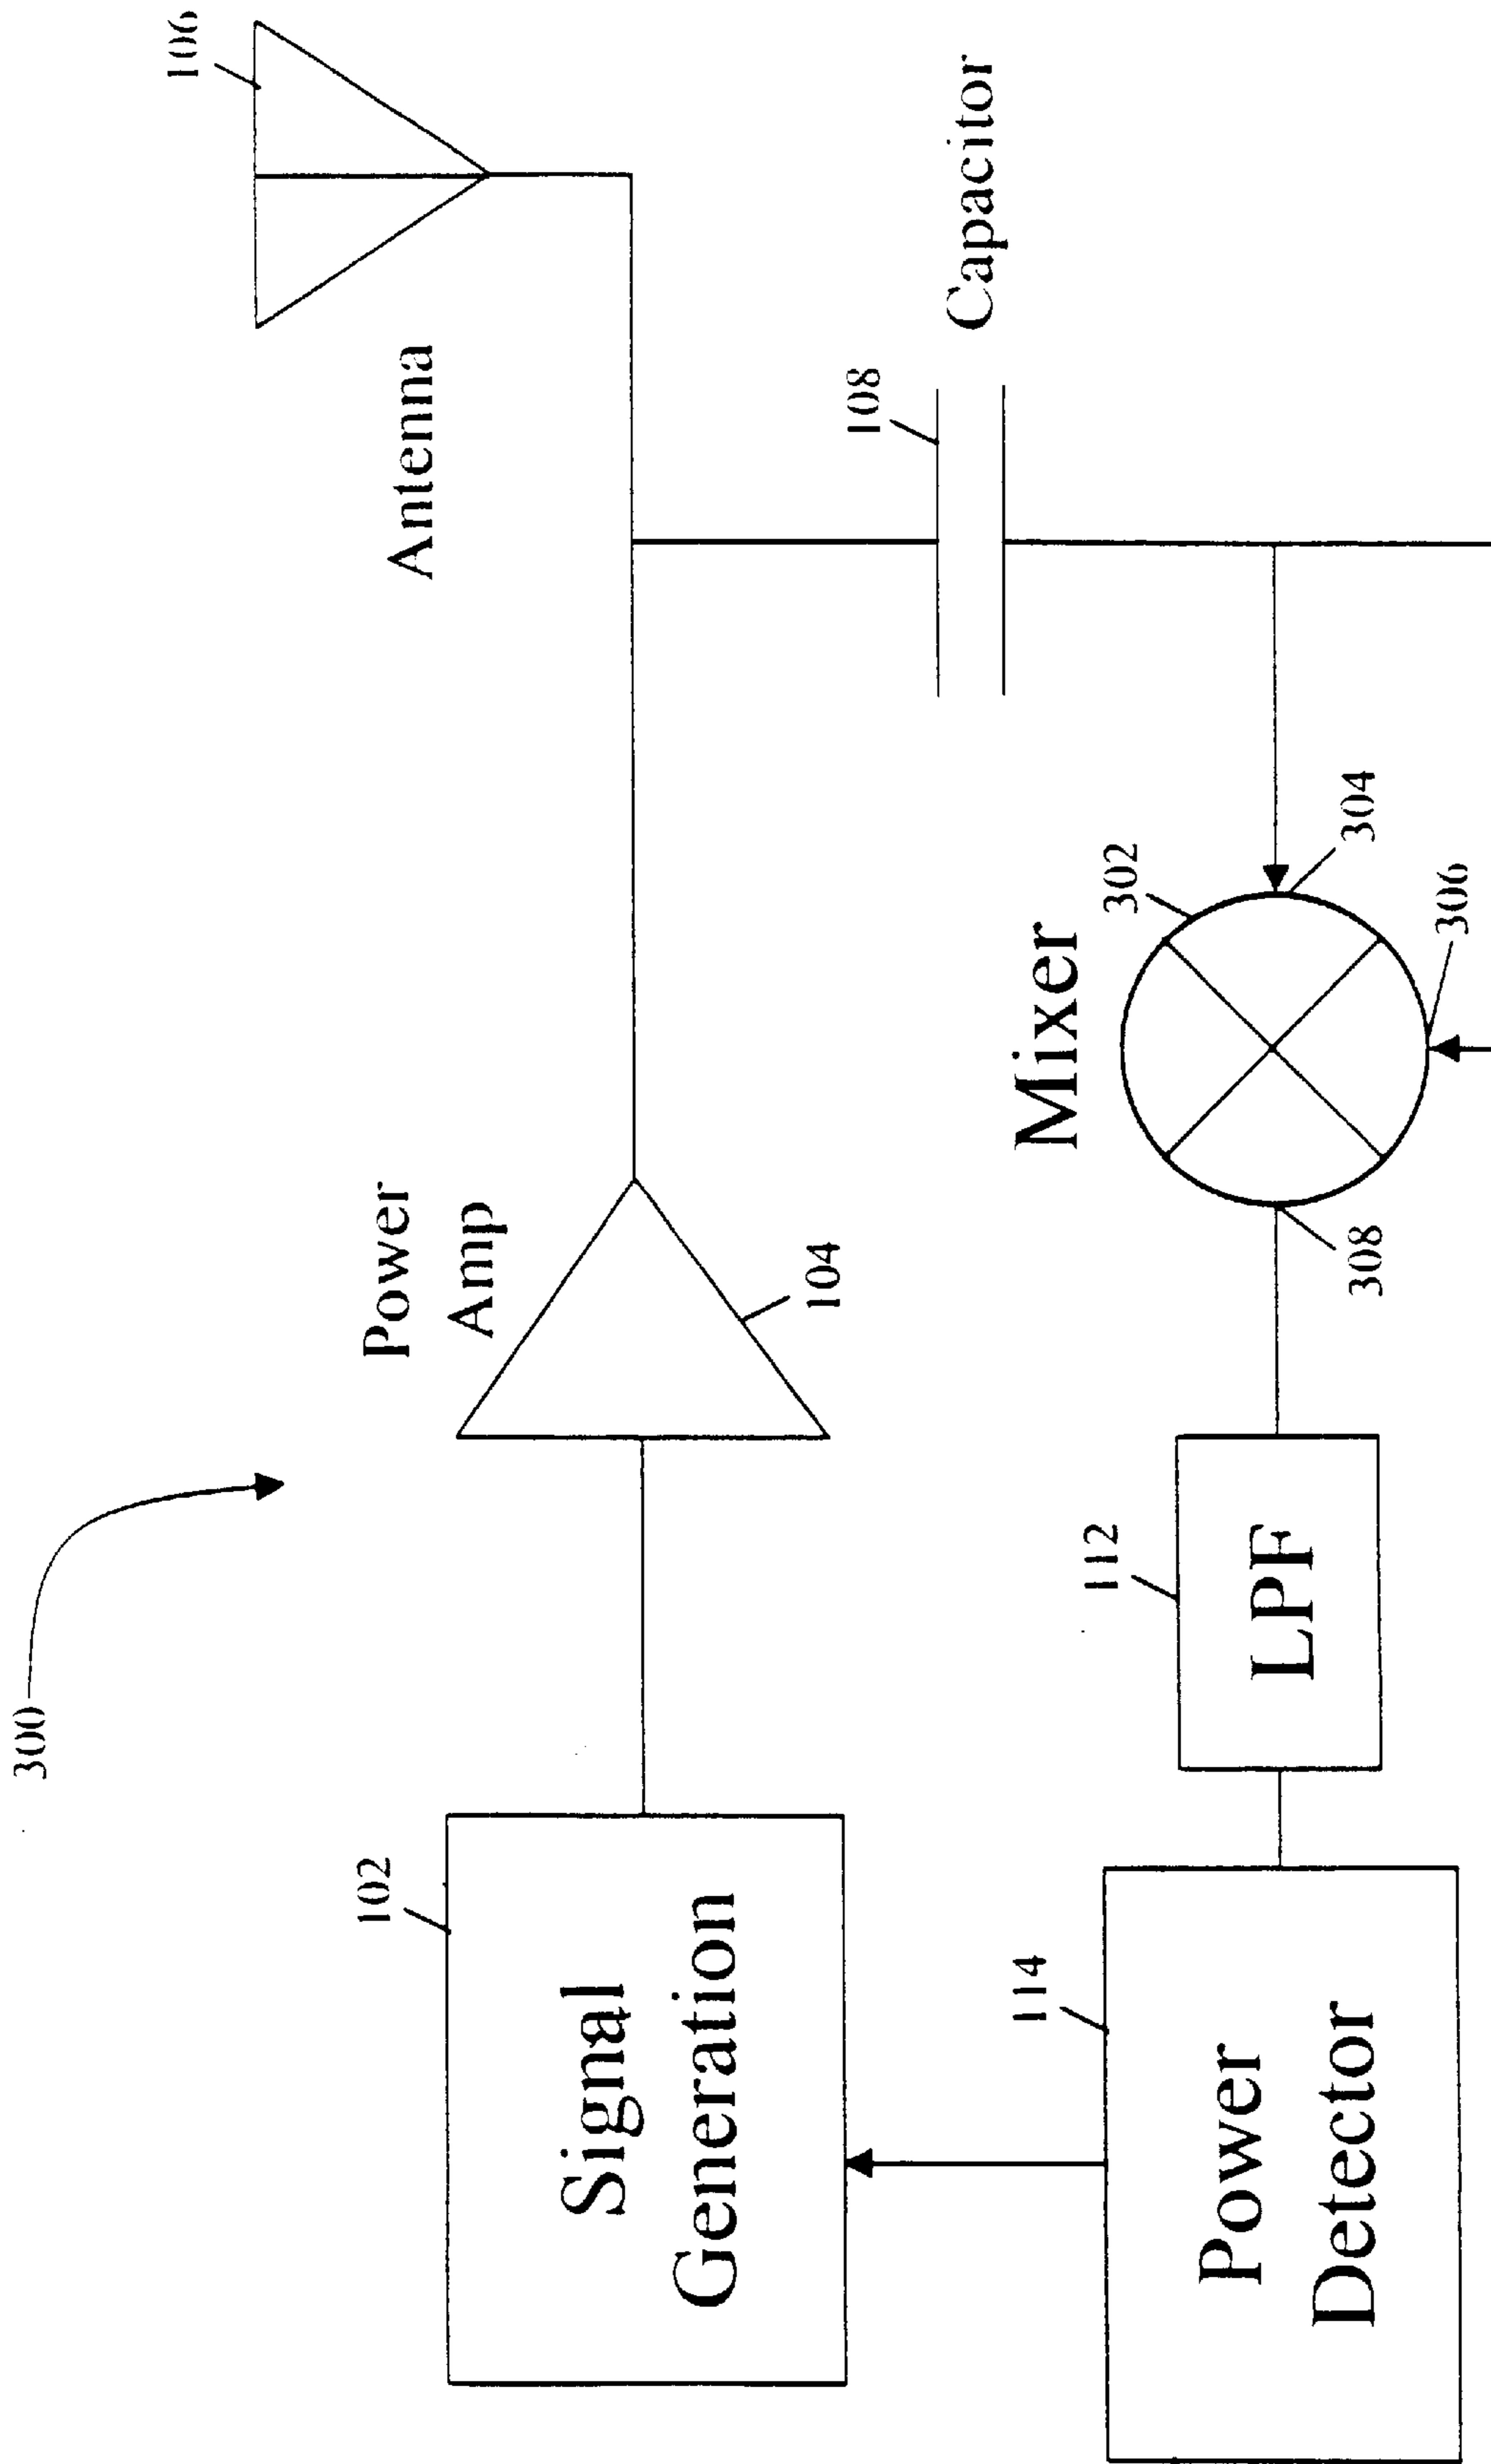 300
106
Antenna
Power
Amp
104
102
Signal
Generation
108
Capacitor
Mixer
302
304
306
308
112
LPF
114
Power
Detector